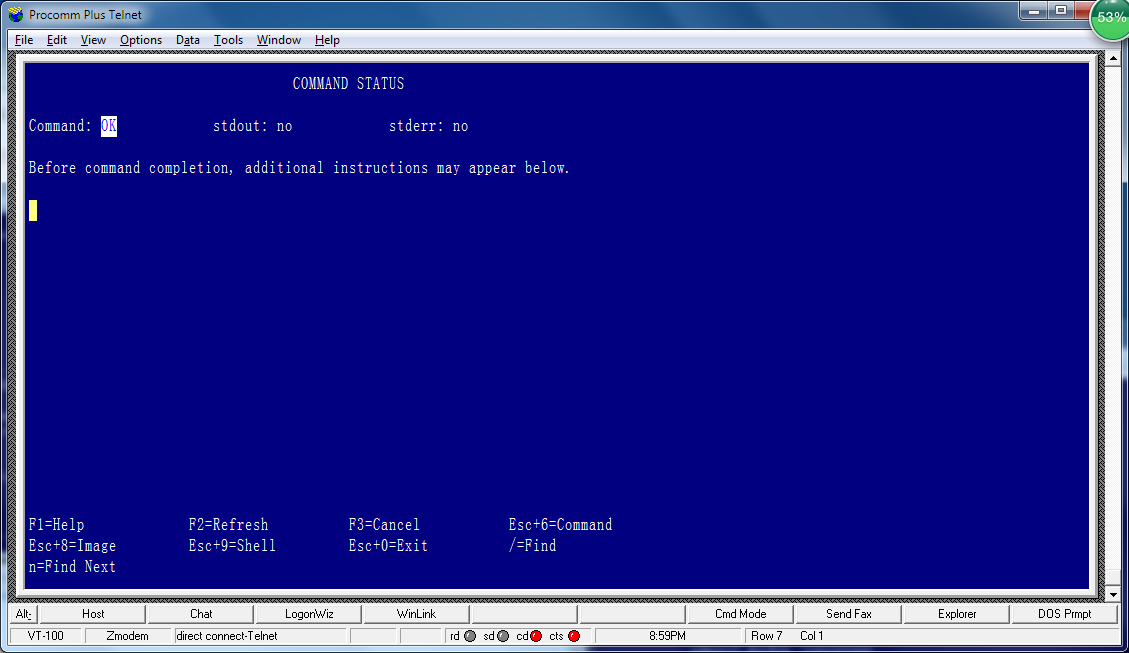 Procomm Plus Telnet
53%
File Edit View Options Data Tools Window Help
COMMAND STATUS
Command: OK stdout: no stderr: no
Before command completion, additional instructions may appear below.
F1=Help F2=Refresh F3=Cancel Esc+6=Command
Esc+8=Image Esc+9=Shell Esc+0=Exit /=Find
n=Find Next
Alt- Host Chat LogonWiz WinLink Cmd Mode Send Fax Explorer DOS Prmpt
VT-100 Zmodem direct connect-Telnet rd sd cd cts 8:59PM Row 7 Col 1